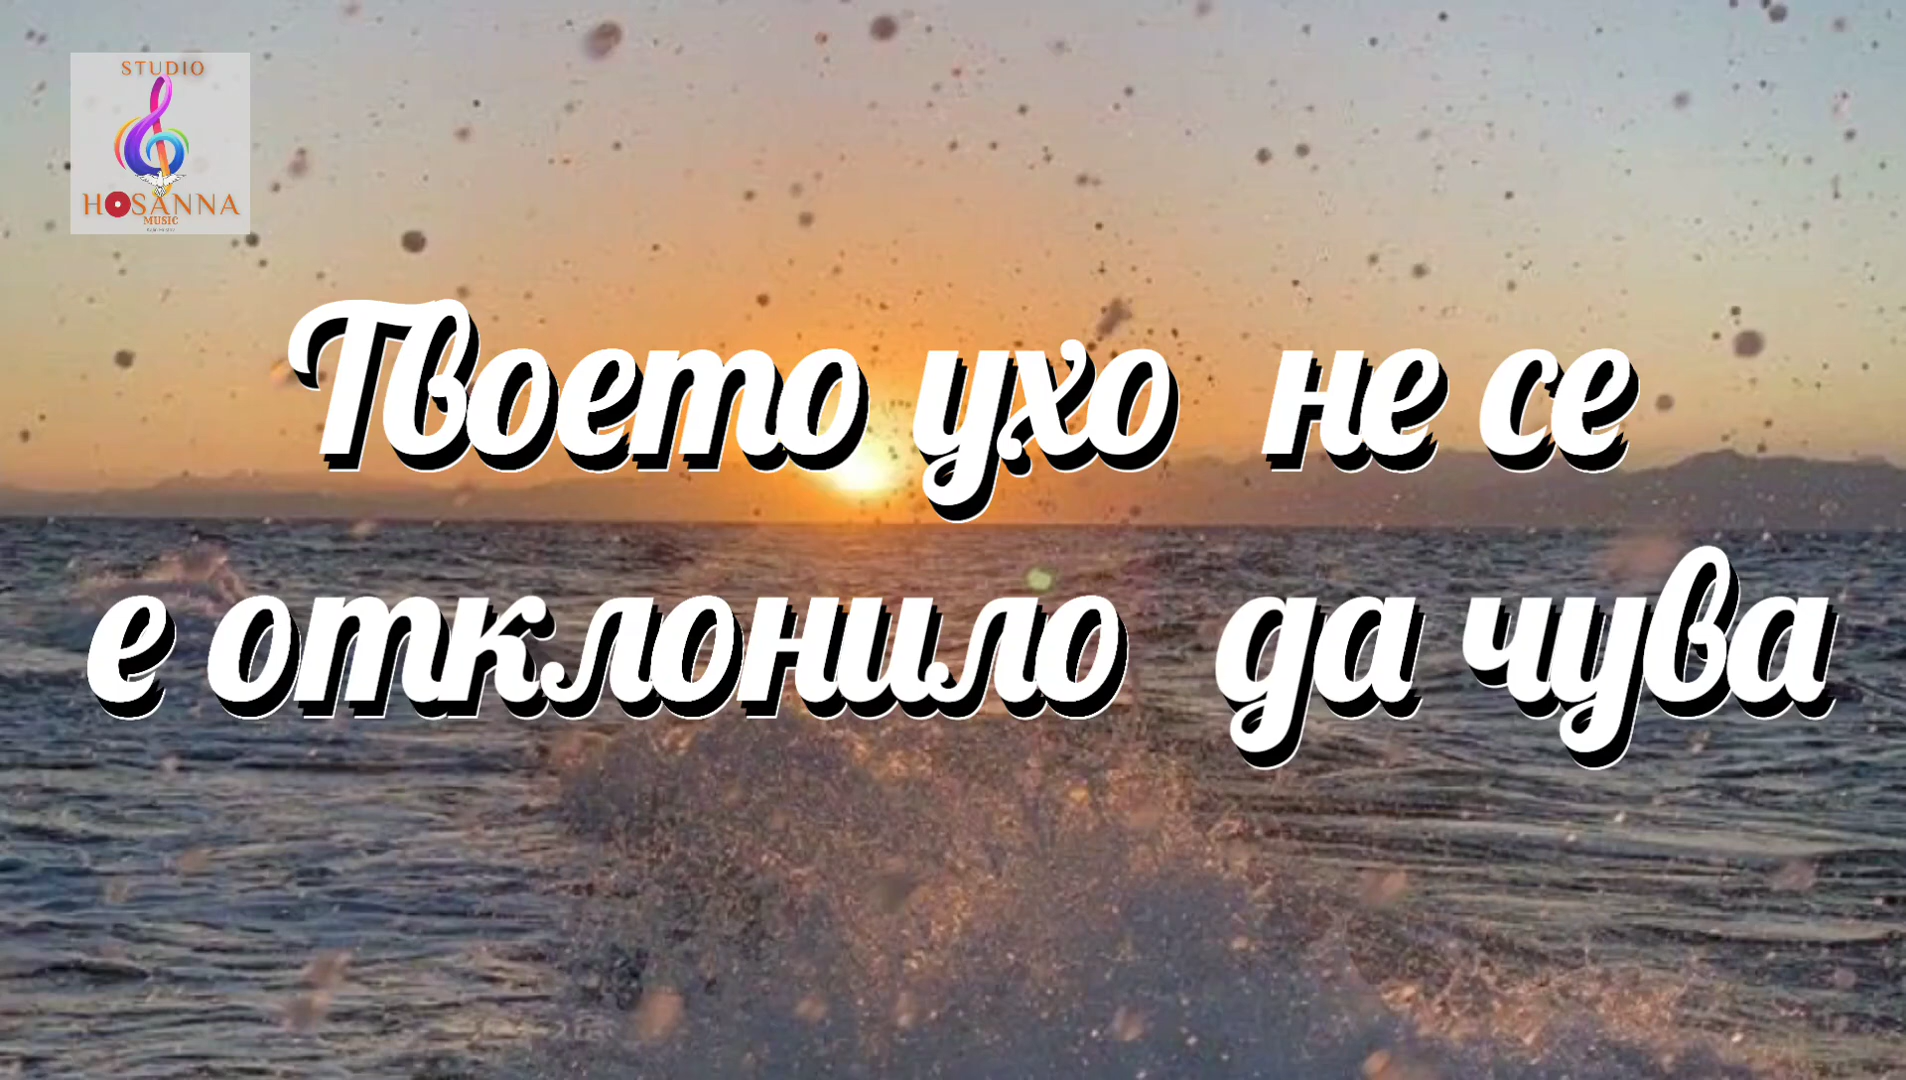 STUDIO
HOSANNA
MUSIC
Твоето ухо не се
е отклонило да чува